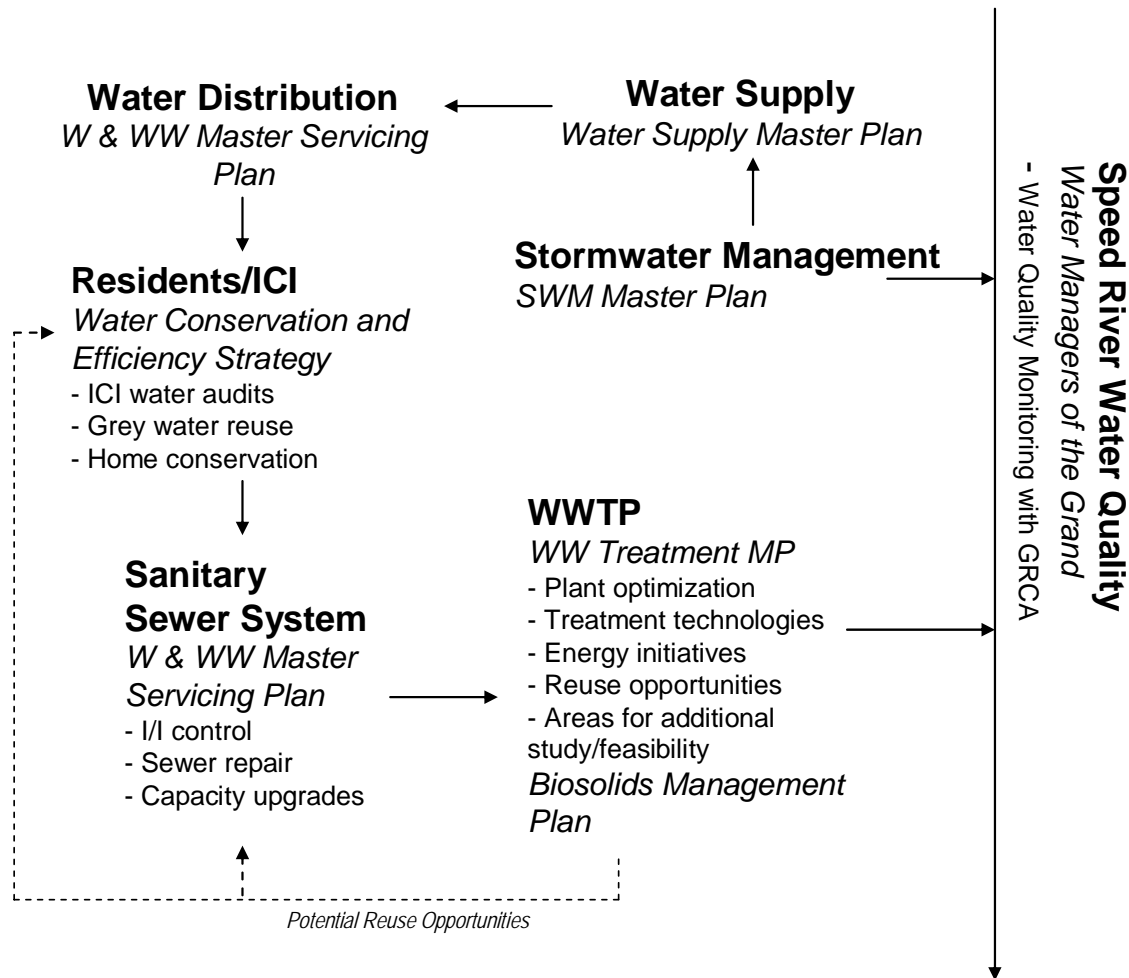 Water Distribution
W & WW Master Servicing
Plan
Water Supply
Water Supply Master Plan
Stormwater Management
SWM Master Plan
Residents/ICI
Water Conservation and
Efficiency Strategy
- ICI water audits
- Grey water reuse
- Home conservation
Sanitary
Sewer System
W & WW Master
Servicing Plan
- I/I control
- Sewer repair
- Capacity upgrades
WWTP
WW Treatment MP
- Plant optimization
- Treatment technologies
- Energy initiatives
- Reuse opportunities
- Areas for additional
study/feasibility
Biosolids Management
Plan
Potential Reuse Opportunities
Speed River Water Quality
Water Managers of the Grand
- Water Quality Monitoring with GRCA